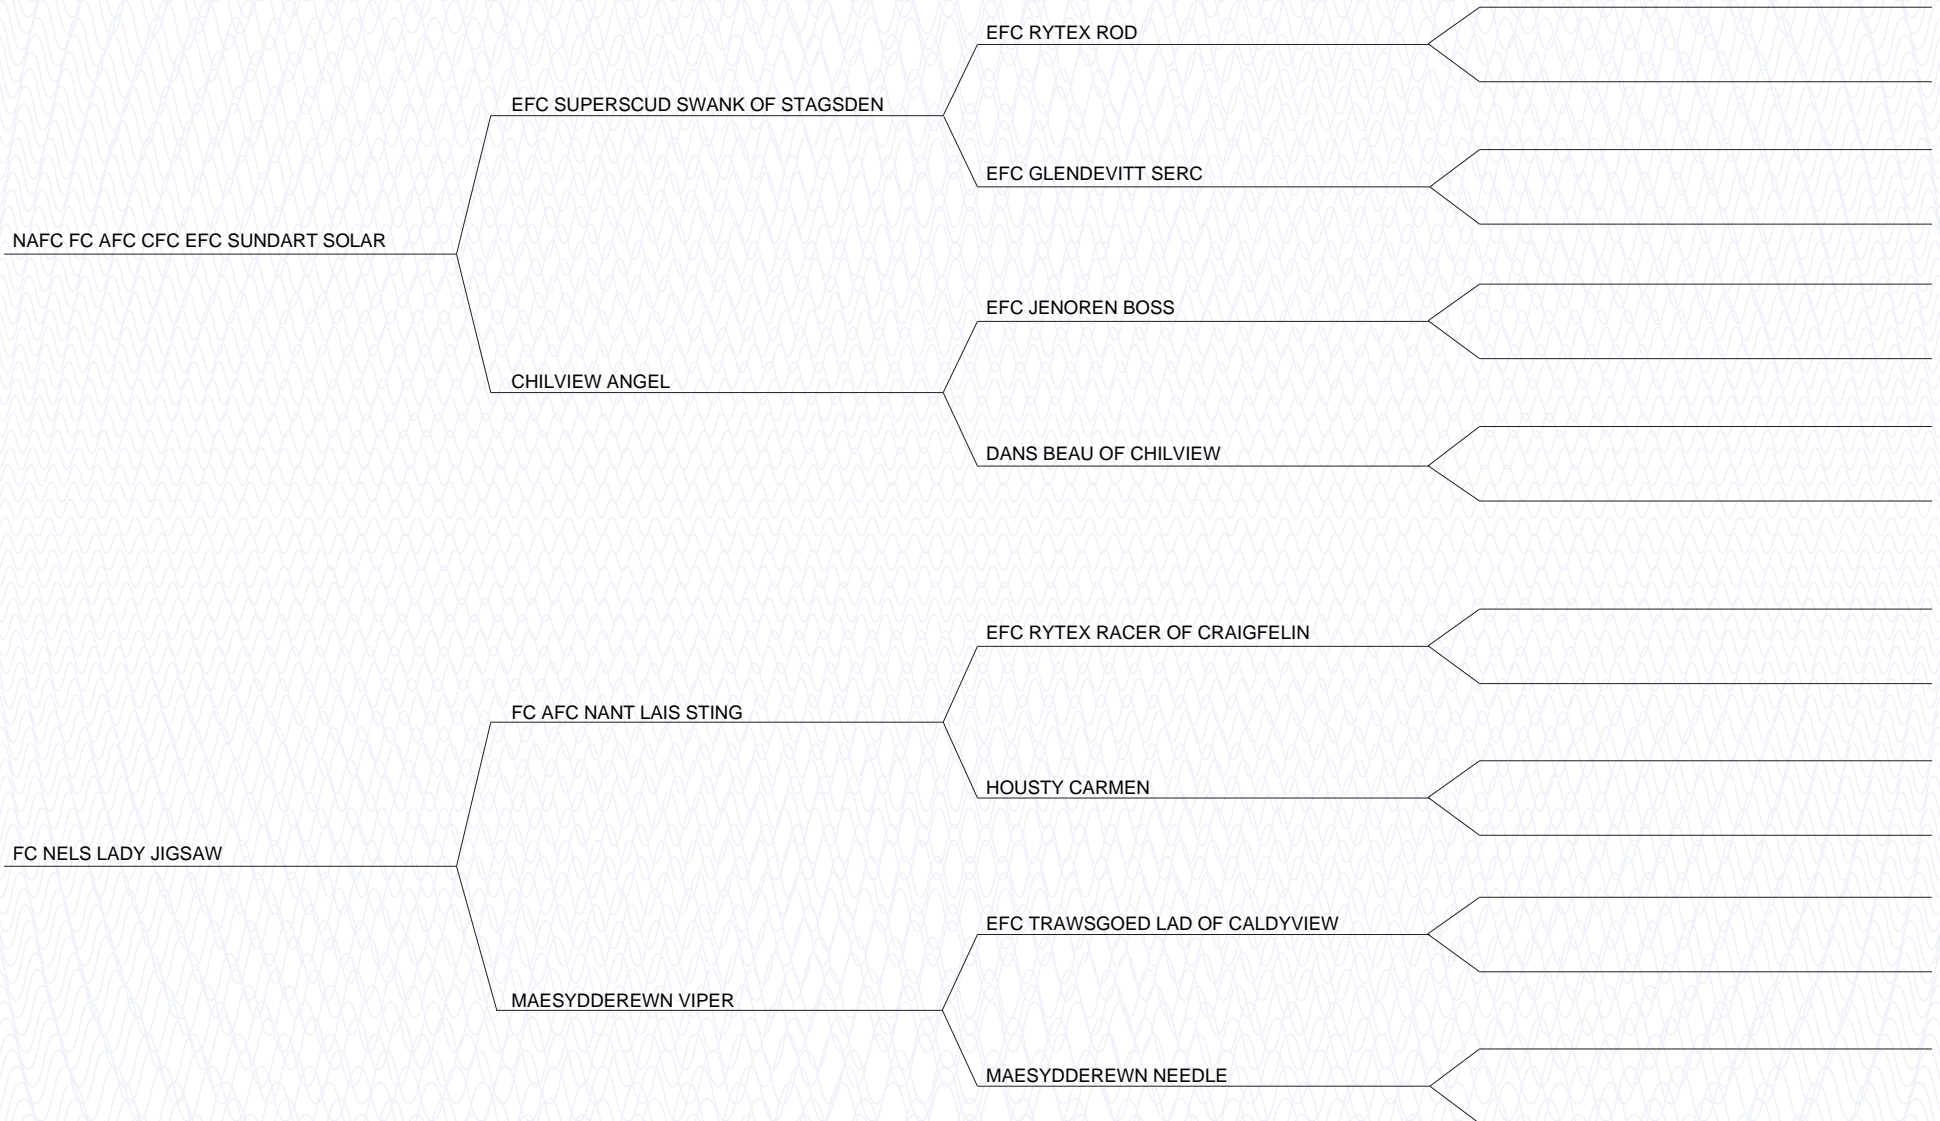 EFC RYTEX ROD
EFC SUPERSCUD SWANK OF STAGSDEN
EFC GLENDEVITT SERC
NAFC FC AFC CFC EFC SUNDART SOLAR
EFC JENOREN BOSS
CHILVIEW ANGEL
DANS BEAU OF CHILVIEW
EFC RYTEX RACER OF CRAIGFELIN
FC AFC NANT LAIS STING
HOUSTY CARMEN
FC NELS LADY JIGSAW
EFC TRAWSGOED LAD OF CALDYVIEW
MAESYDDEREWN VIPER
MAESYDDEREWN NEEDLE